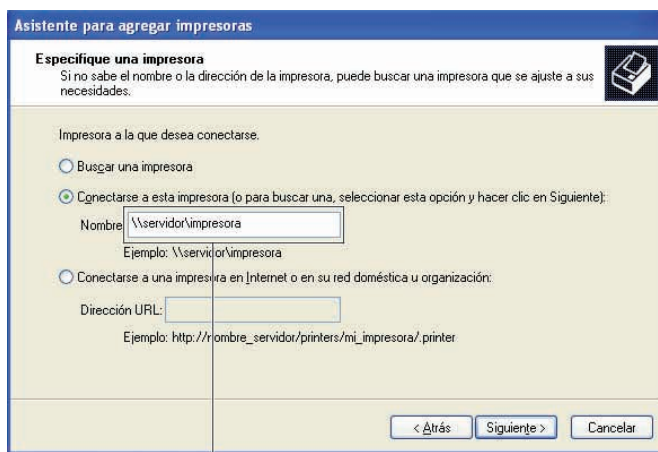 Asistente para agregar impresoras
Especifique una impresora
Si no sabe el nombre o la dirección de la impresora, puede buscar una impresora que se ajuste a sus
necesidades.
Impresora a la que desea conectarse.
Buscar una impresora
Conectarse a esta impresora (o para buscar una, seleccionar esta opción y hacer clic en Siguiente):
Nombre \\servidor\impresora
Ejemplo: \\servidor\impresora
Conectarse a una impresora en Internet o en su red doméstica u organización:
Dirección URL:
Ejemplo: http://nombre_servidor/printers/mi_impresora/.printer
< Atrás Siguiente > Cancelar